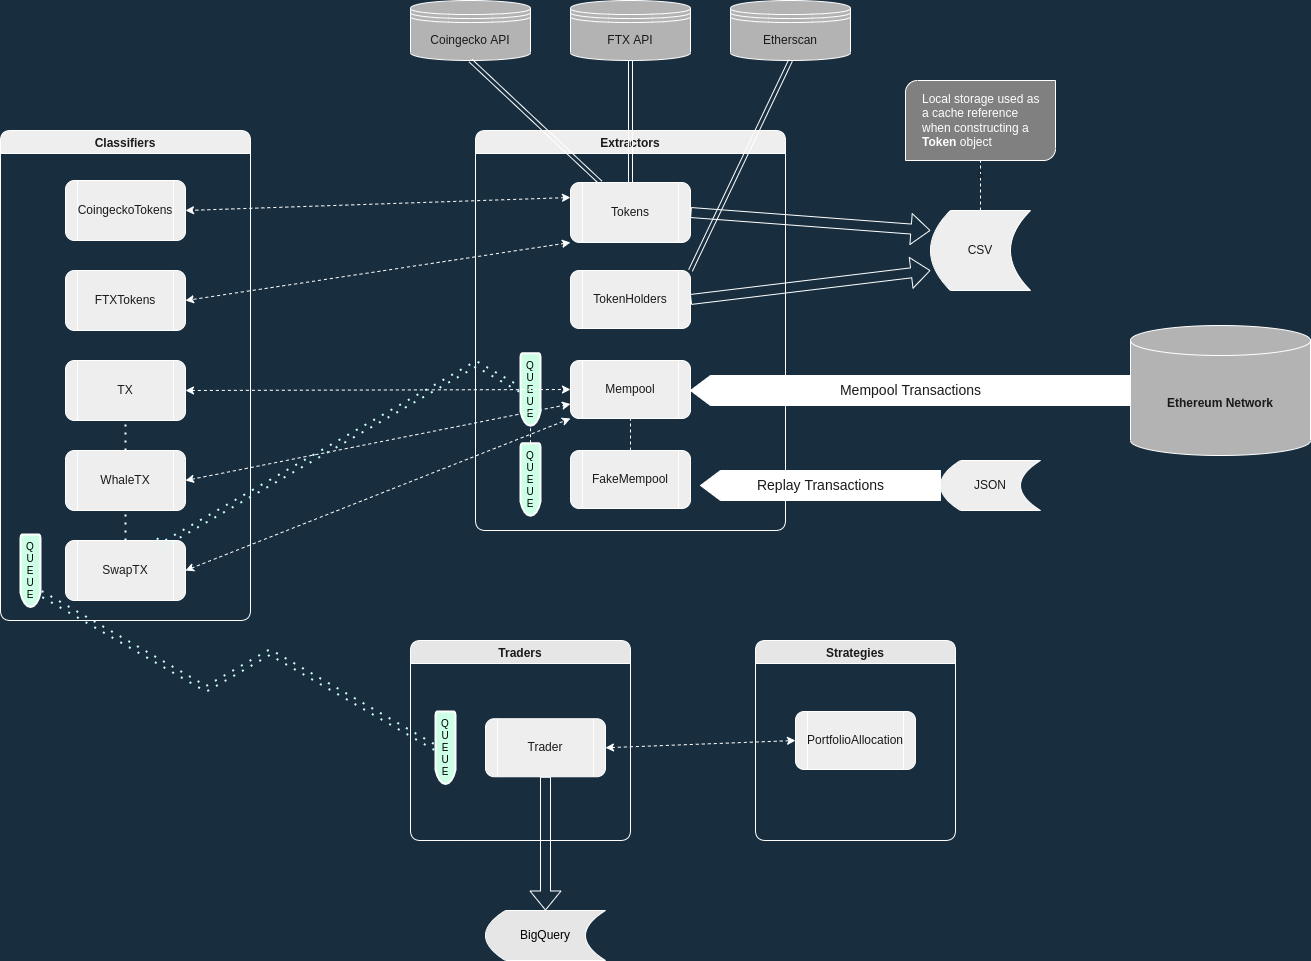 Coingecko API
FTX API
Etherscan
Local storage used as
a cache reference
when constructing a
Token object
Classifiers
Extractors
CoingeckoTokens
Tokens
CSV
FTXTokens
TokenHolders
QUEUE
TX
Mempool
Mempool Transactions
Ethereum Network
QUEUE
WhaleTX
FakeMempool
Replay Transactions
JSON
QUEUE
SwapTX
Traders
Strategies
QUEUE
Trader
PortfolioAllocation
BigQuery